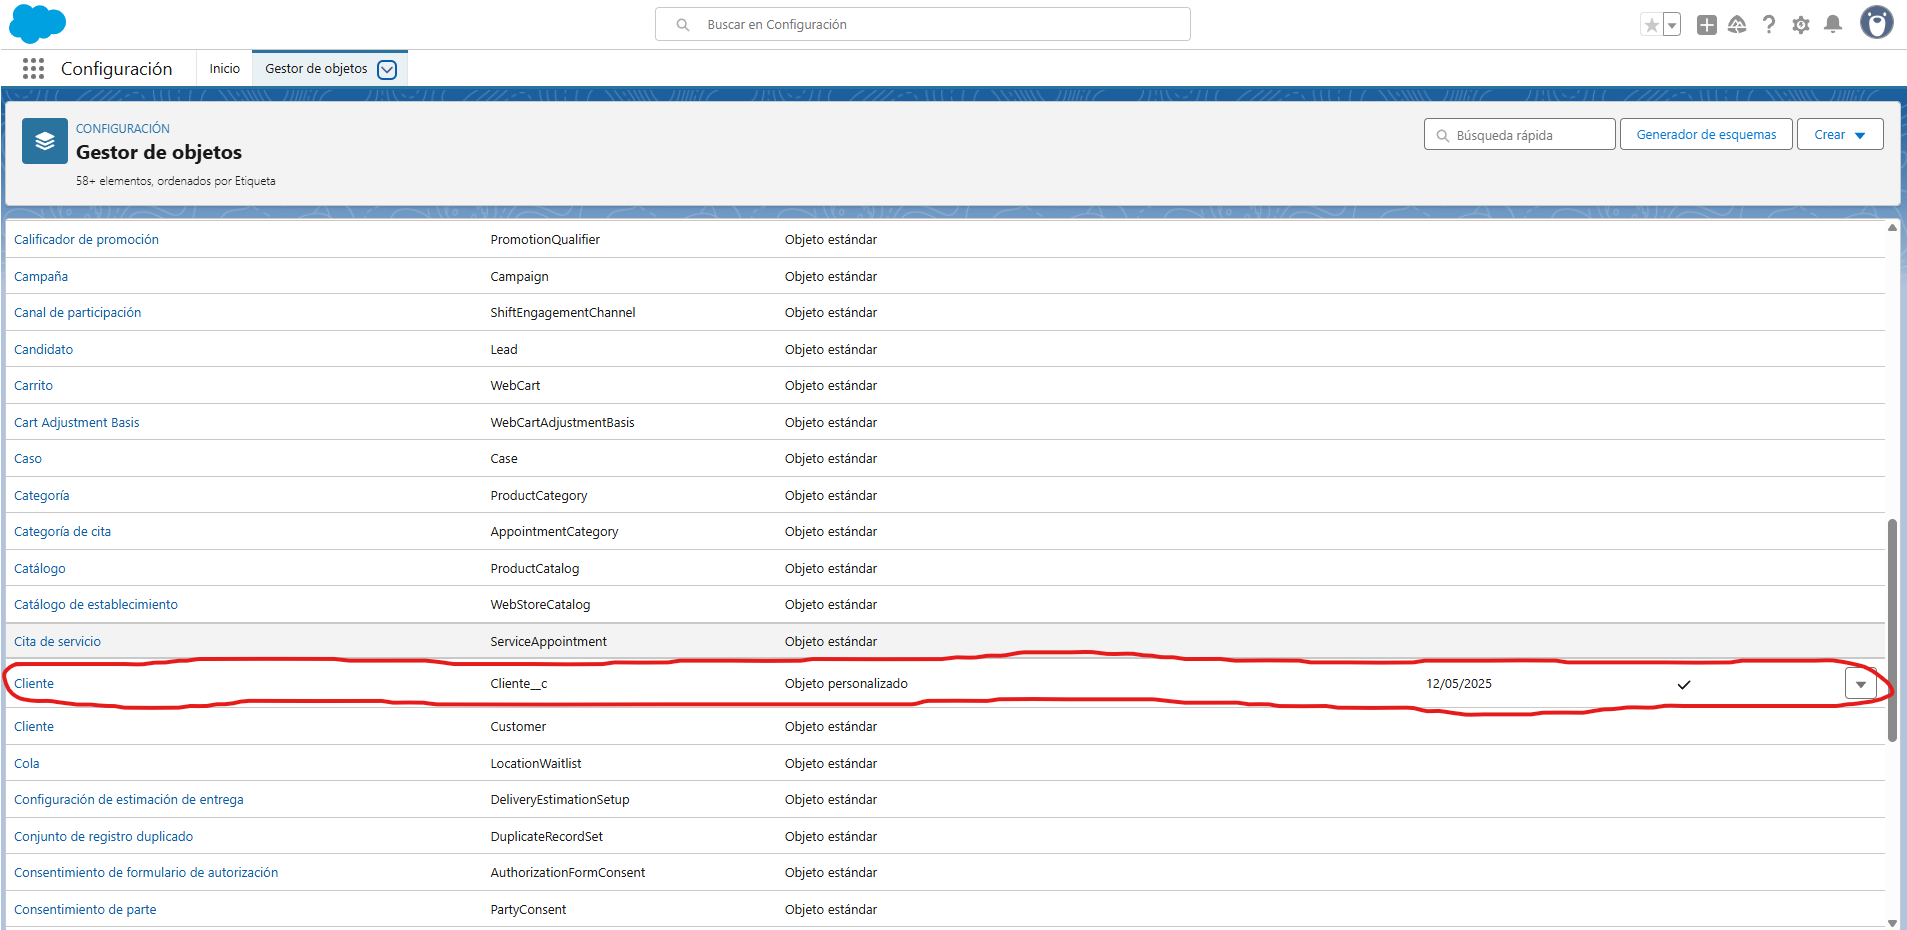 Buscar en Configuración
Configuración Inicio Gestor de objetos
CONFIGURACIÓN
Gestor de objetos
58+ elementos, ordenados por Etiqueta
Búsqueda rápida Generador de esquemas Crear
Calificador de promoción PromotionQualifier Objeto estándar
Campaña Campaign Objeto estándar
Canal de participación ShiftEngagementChannel Objeto estándar
Candidato Lead Objeto estándar
Carrito WebCart Objeto estándar
Cart Adjustment Basis WebCartAdjustmentBasis Objeto estándar
Caso Case Objeto estándar
Categoría ProductCategory Objeto estándar
Categoría de cita AppointmentCategory Objeto estándar
Catálogo ProductCatalog Objeto estándar
Catálogo de establecimiento WebStoreCatalog Objeto estándar
Cita de servicio ServiceAppointment Objeto estándar
Cliente Cliente__c Objeto personalizado 12/05/2025
Cliente Customer Objeto estándar
Cola LocationWaitlist Objeto estándar
Configuración de estimación de entrega DeliveryEstimationSetup Objeto estándar
Conjunto de registro duplicado DuplicateRecordSet Objeto estándar
Consentimiento de formulario de autorización AuthorizationFormConsent Objeto estándar
Consentimiento de parte PartyConsent Objeto estándar